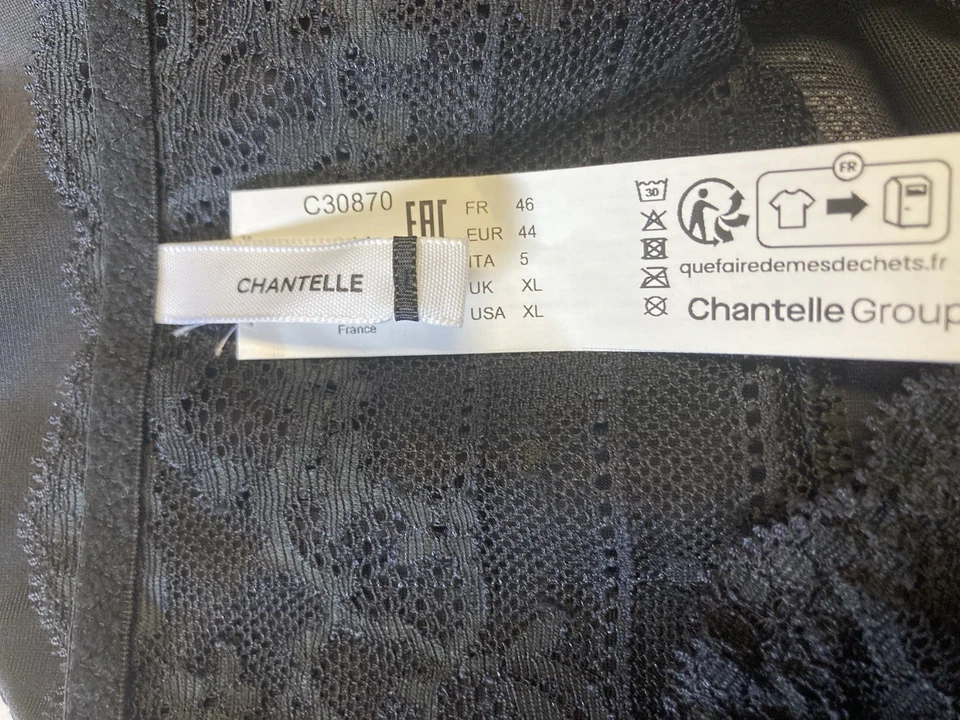 C30870
EAC
FR 46
EUR 44
ITA 5
UK XL
USA XL
CHANTELLE
France
30
FR
quefairedemesdechets.fr
Chantelle Group